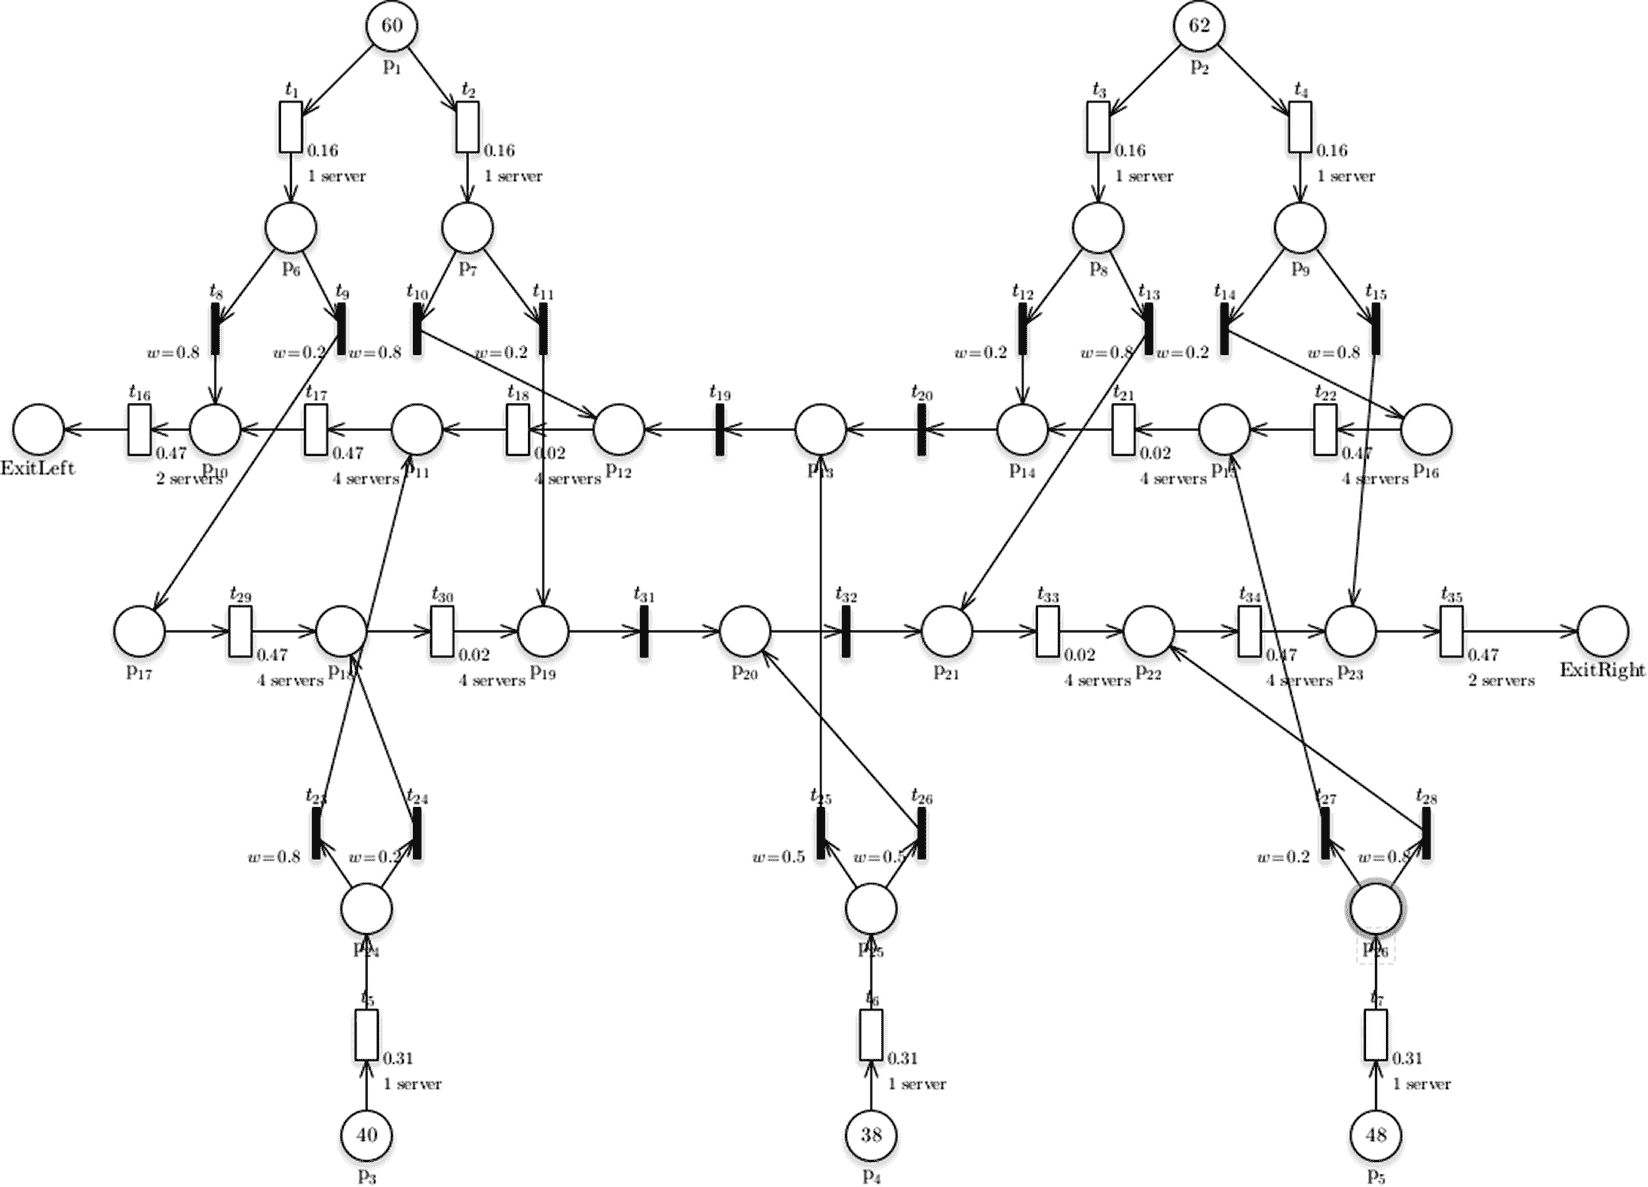 60
62
p1
p2
t1
t2
t3
t4
0.16
0.16
0.16
0.16
1 server
1 server
1 server
1 server
p6
p7
p8
p9
t8
t9
t10
t11
t12
t13
t14
t15
w=0.8
w=0.2
w=0.8
w=0.2
w=0.2
w=0.8
w=0.2
w=0.8
t16
t17
t18
t19
t20
t21
t22
0.47
0.47
0.02
0.02
0.47
ExitLeft
p10
p11
p12
p13
p14
p15
p16
2 servers
4 servers
4 servers
4 servers
4 servers
t29
t30
t31
t32
t33
t34
t35
0.47
0.02
0.02
0.47
0.47
p17
p18
p19
p20
p21
p22
p23
ExitRight
4 servers
4 servers
4 servers
4 servers
2 servers
t23
t24
t25
t26
t27
t28
w=0.8
w=0.2
w=0.5
w=0.5
w=0.2
w=0.8
p24
p25
p26
t5
t6
t7
0.31
0.31
0.31
1 server
1 server
1 server
40
38
48
p3
p4
p5